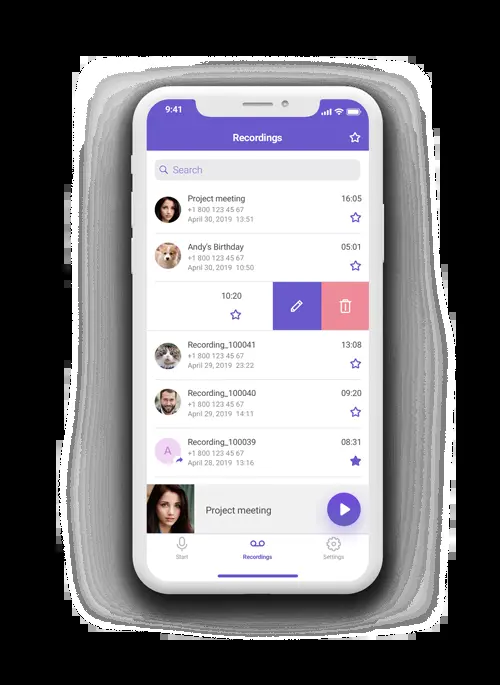 9:41
Recordings
Search
Project meeting 16:05
+1 800 123 45 67
April 30, 2019 13:51
Andy's Birthday 05:01
+1 800 123 45 67
April 30, 2019 10:50
10:20
Recording_100041 13:08
+1 800 123 45 67
April 29, 2019 23:22
Recording_100040 09:20
+1 800 123 45 67
April 29, 2019 14:11
Recording_100039 08:31
A
+1 800 123 45 67
April 28, 2019 13:16
Project meeting
Start Recordings Settings